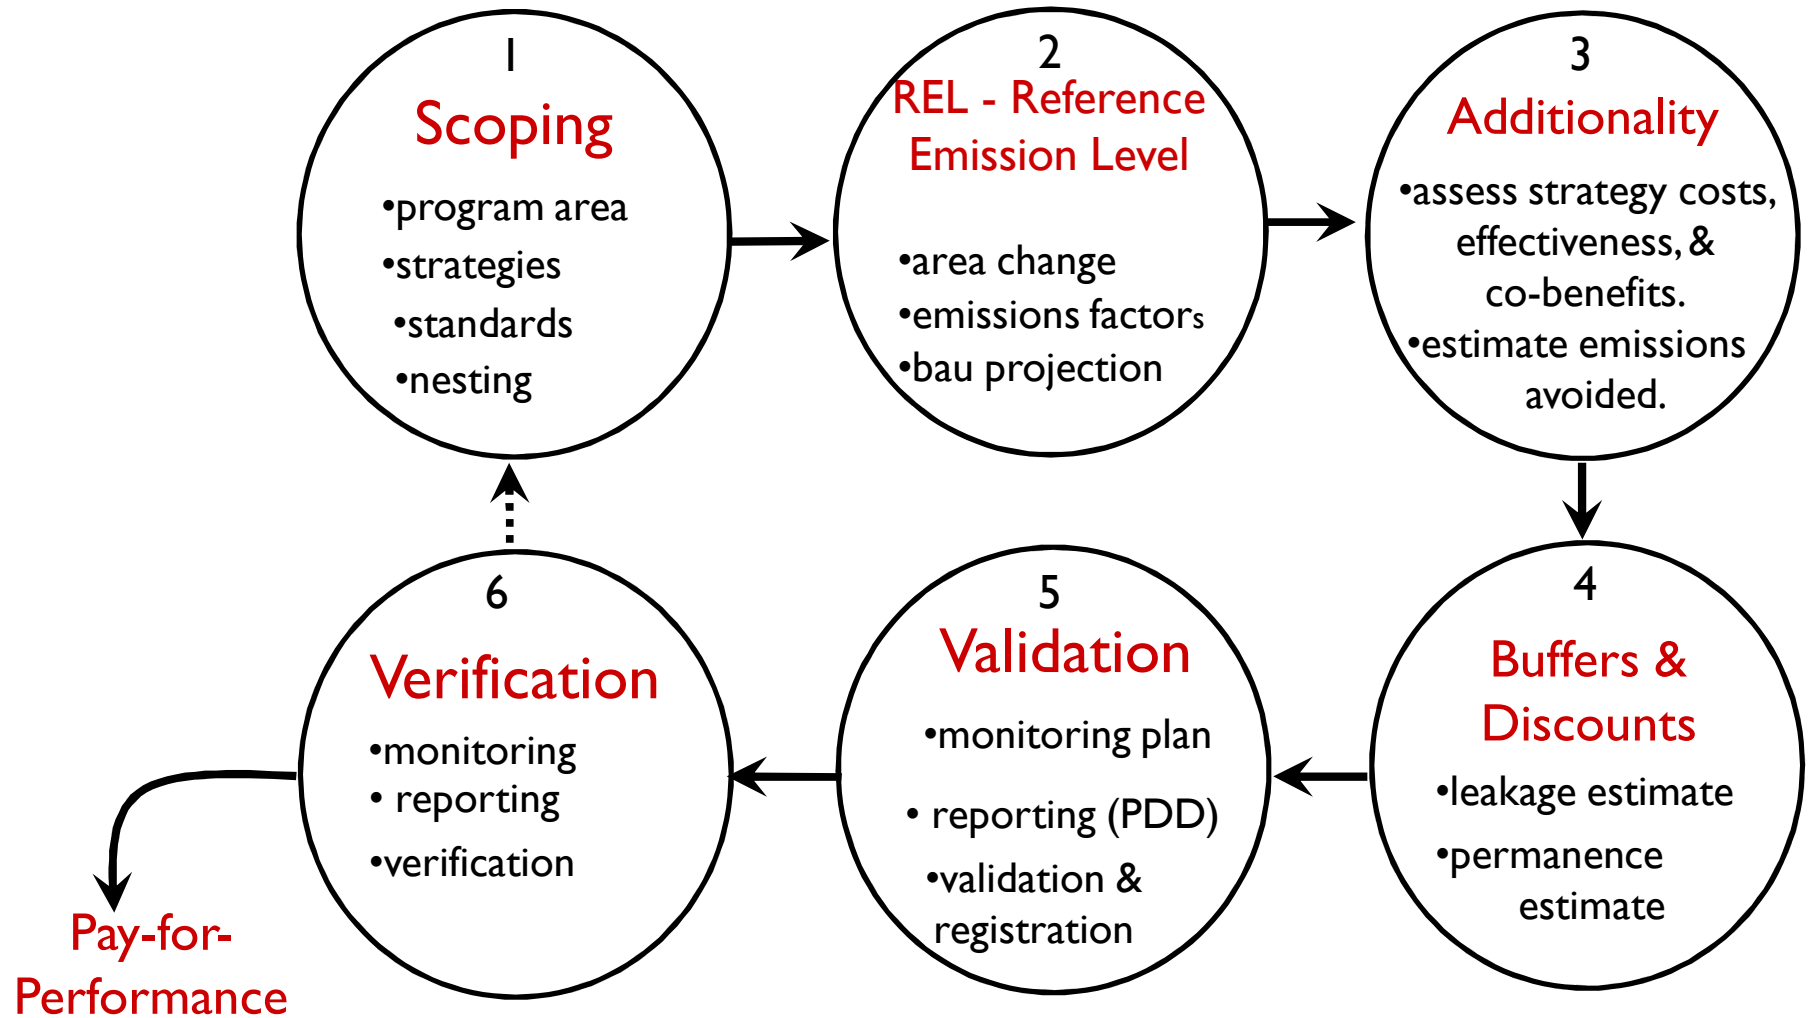 1
Scoping
•program area
•strategies
•standards
•nesting
2
REL - Reference
Emission Level
•area change
•emissions factors
•bau projection
3
Additionality
•assess strategy costs,
effectiveness, &
co-benefits.
•estimate emissions
avoided.
4
Buffers &
Discounts
•leakage estimate
•permanence
estimate
5
Validation
•monitoring plan
• reporting (PDD)
•validation &
registration
6
Verification
•monitoring
• reporting
•verification
Pay-for-
Performance